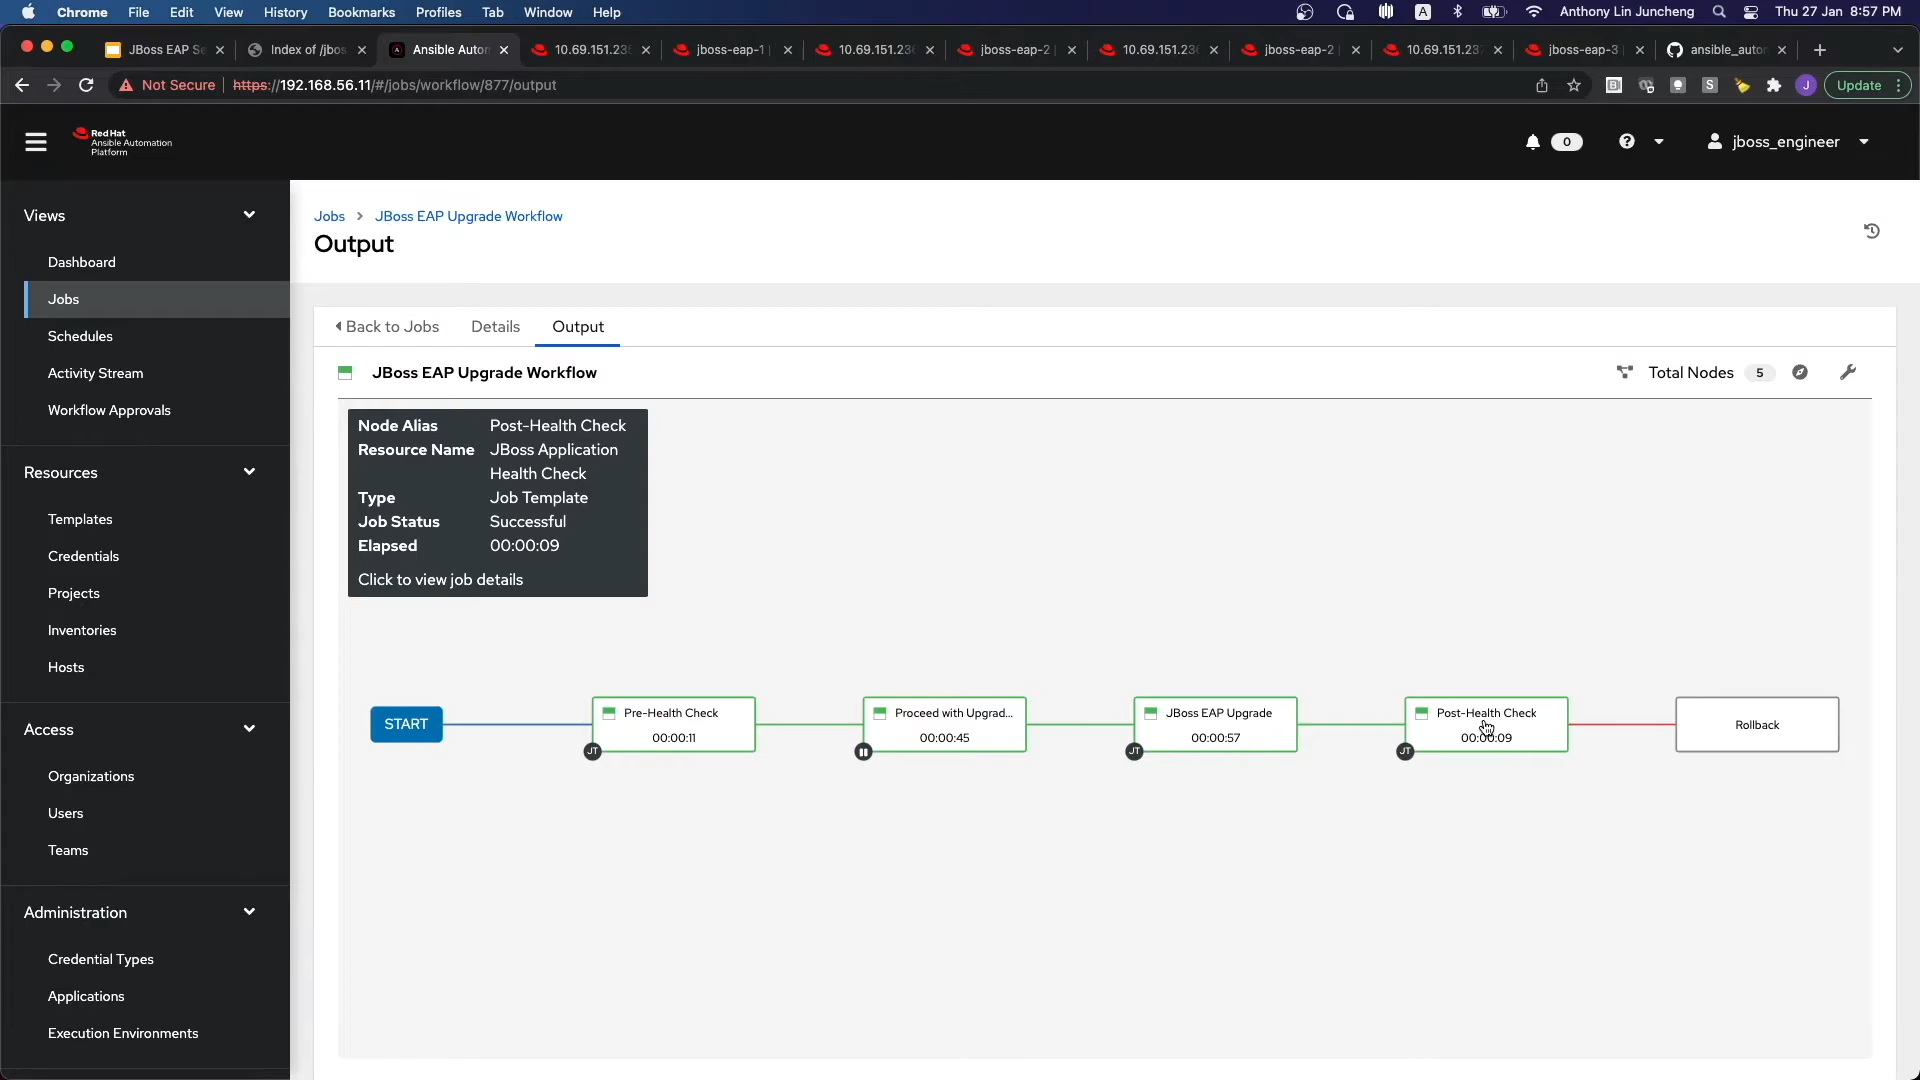 Chrome File Edit View History Bookmarks Profiles Tab Window Help A Anthony Lin Juncheng Thu 27 Jan 8:57 PM
JBoss EAP Se Index of /jbos Ansible Autom 10.69.151.23 jboss-eap-1 10.69.151.236 jboss-eap-2 10.69.151.236 jboss-eap-2 10.69.151.237 jboss-eap-3 ansible_autor
Not Secure https://192.168.56.11/#/jobs/workflow/877/output S J Update
Red Hat
Ansible Automation
Platform
0 jboss_engineer
Views
Dashboard
Jobs
Schedules
Activity Stream
Workflow Approvals
Resources
Templates
Credentials
Projects
Inventories
Hosts
Access
Organizations
Users
Teams
Administration
Credential Types
Applications
Execution Environments
Jobs > JBoss EAP Upgrade Workflow
Output
Back to Jobs Details Output
JBoss EAP Upgrade Workflow Total Nodes 5
Node Alias Post-Health Check
Resource Name JBoss Application
Health Check
Type Job Template
Job Status Successful
Elapsed 00:00:09
Click to view job details
START
Pre-Health Check
00:00:11
JT
Proceed with Upgrad...
00:00:45
JBoss EAP Upgrade
00:00:57
JT
Post-Health Check
00:00:09
JT
Rollback